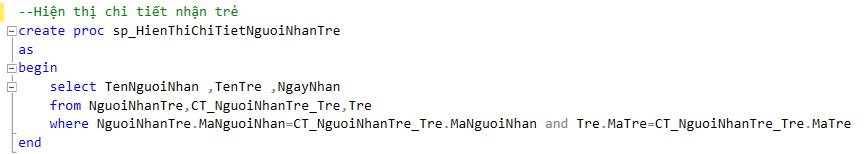 --Hiện thị chi tiết nhận trẻ
create proc sp_HienThiChiTietNguoiNhanTre
as
begin
select TenNguoiNhan ,TenTre ,NgayNhan
from NguoiNhanTre,CT_NguoiNhanTre_Tre,Tre
where NguoiNhanTre.MaNguoiNhan=CT_NguoiNhanTre_Tre.MaNguoiNhan and Tre.MaTre=CT_NguoiNhanTre_Tre.MaTre
end